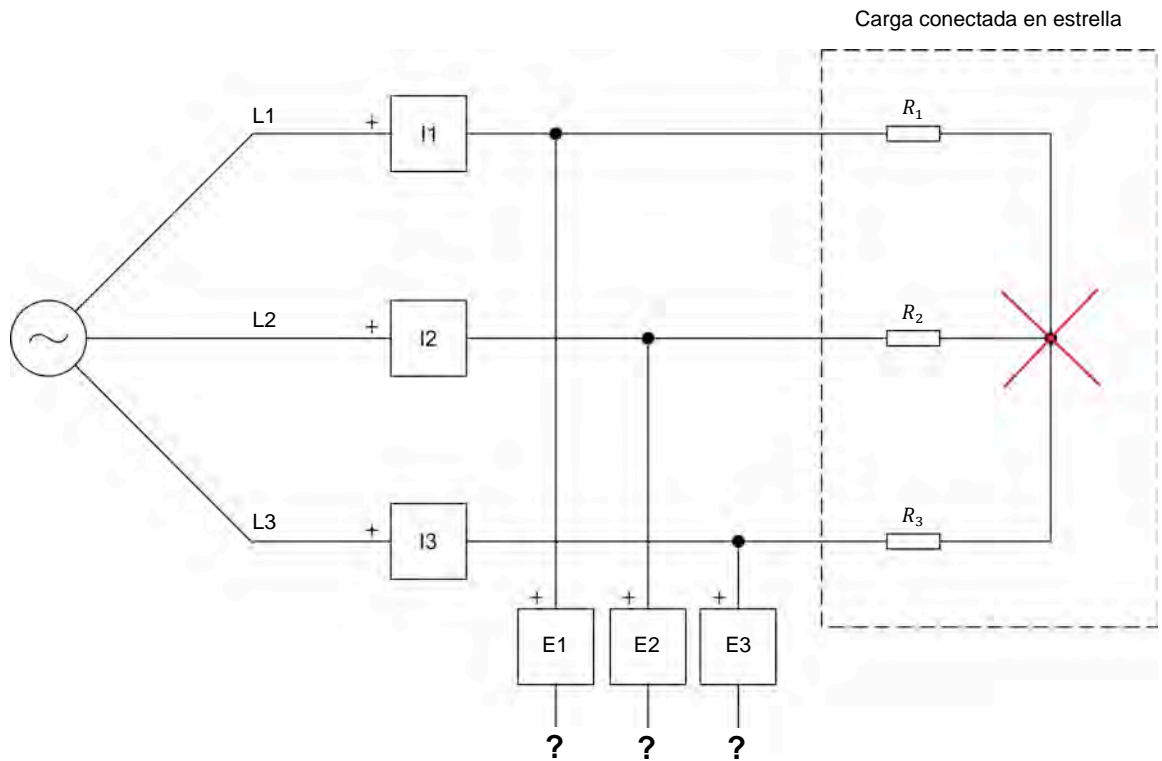 Carga conectada en estrella
L1
+
I1
R₁
L2
+
I2
R₂
L3
+
I3
R₃
+
E1
+
E2
+
E3
?
?
?